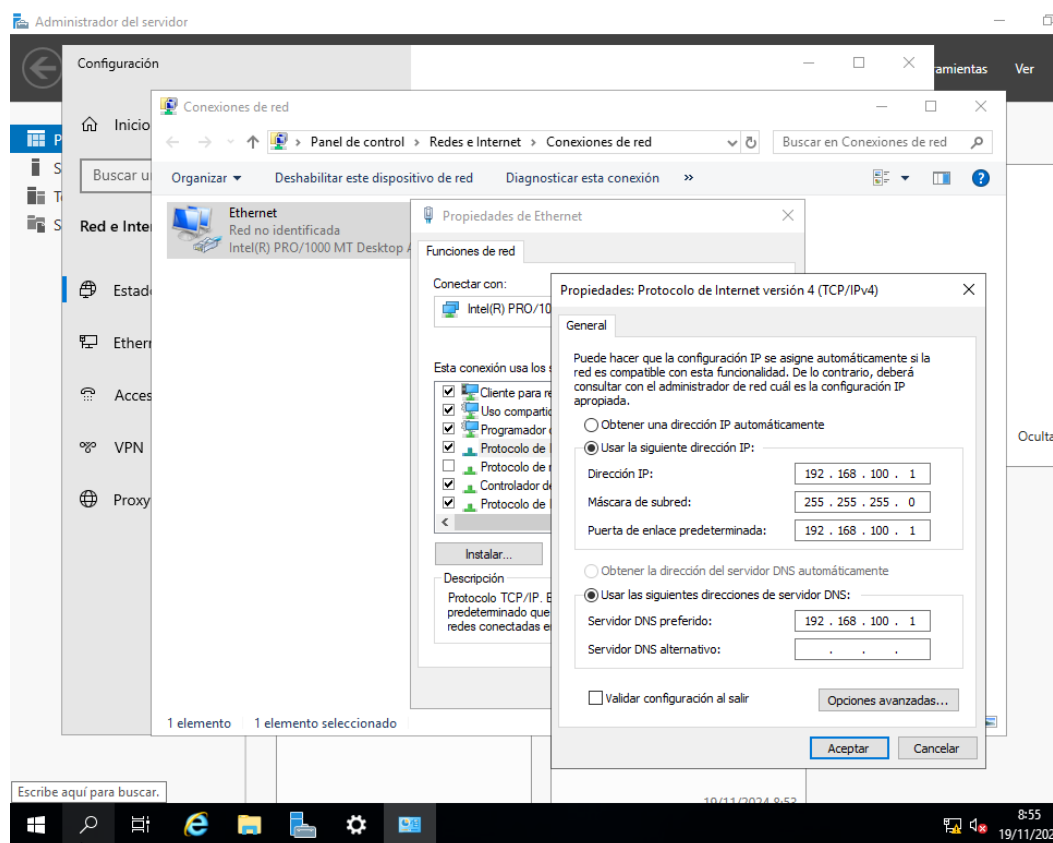 Administrador del servidor
Configuración
Ver
Conexiones de red
Inicio
Panel de control > Redes e Internet > Conexiones de red
Buscar en Conexiones de red
Organizar
Deshabilitar este dispositivo de red
Diagnosticar esta conexión
»
Red e Inte
Ethernet
Red no identificada
Intel(R) PRO/1000 MT Desktop A
Propiedades de Ethernet
Funciones de red
Conectar con:
Intel(R) PRO/10
Esta conexión usa los s
Cliente para re
Uso compartid
Programador
Protocolo de
Protocolo de
Controlador de
Protocolo de
Instalar...
Descripción
Protocolo TCP/IP. E
predeterminado que
redes conectadas e
Estad
Ethern
Acces
VPN
Proxy
Propiedades: Protocolo de Internet versión 4 (TCP/IPv4)
General
Puede hacer que la configuración IP se asigne automáticamente si la
red es compatible con esta funcionalidad. De lo contrario, deberá
consultar con el administrador de red cuál es la configuración IP
apropiada.
Obtener una dirección IP automáticamente
Usar la siguiente dirección IP:
Dirección IP: 192 . 168 . 100 . 1
Máscara de subred: 255 . 255 . 255 . 0
Puerta de enlace predeterminada: 192 . 168 . 100 . 1
Obtener la dirección del servidor DNS automáticamente
Usar las siguientes direcciones de servidor DNS:
Servidor DNS preferido: 192 . 168 . 100 . 1
Servidor DNS alternativo: . . .
Validar configuración al salir
Opciones avanzadas...
Aceptar
Cancelar
Oculta
1 elemento
1 elemento seleccionado
Escribe aquí para buscar.
8:55
19/11/202